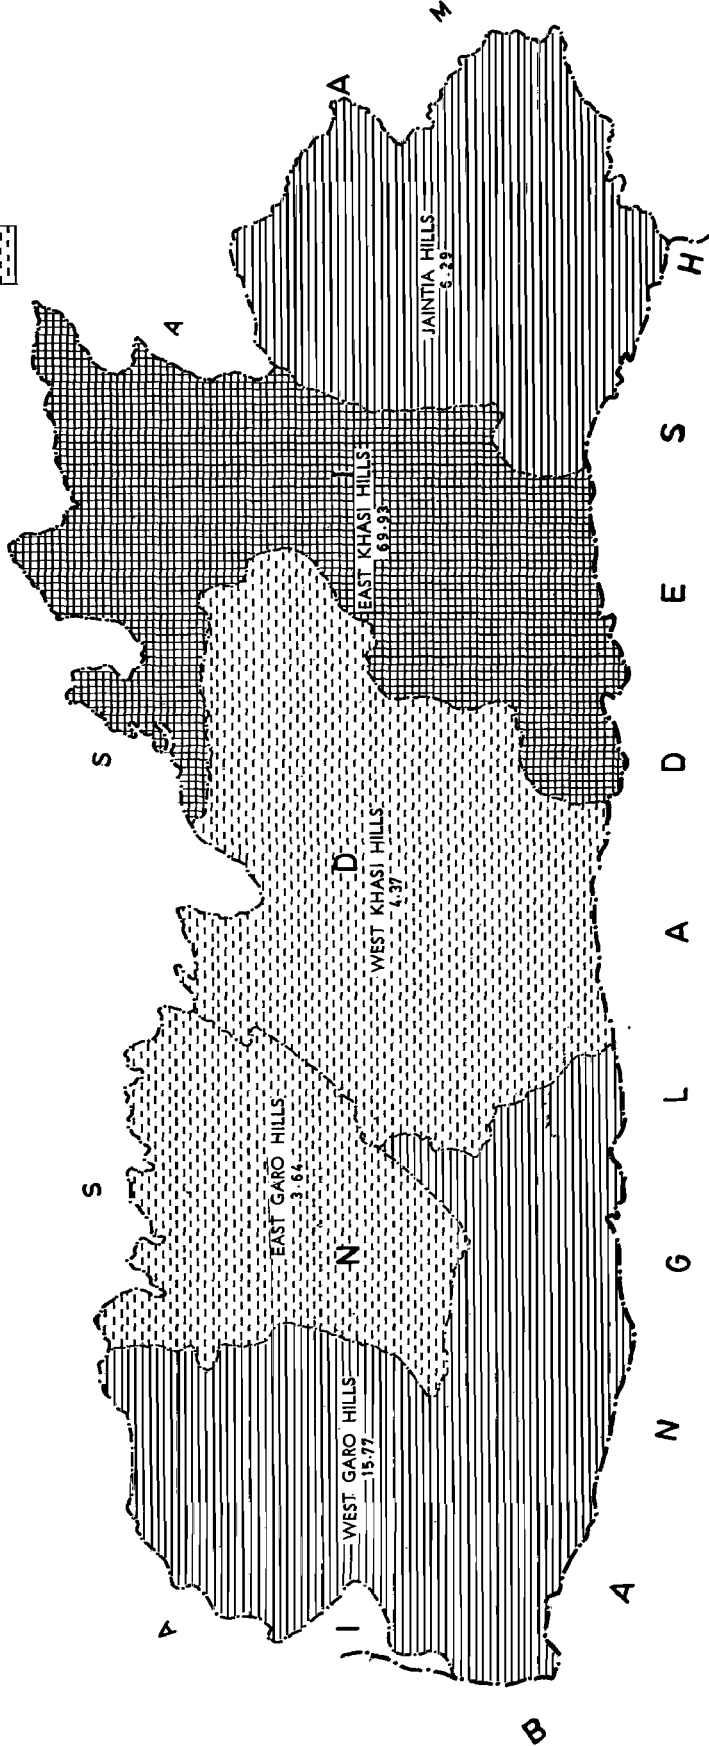 A S S A M
EAST GARO HILLS
3·64
I N D I A
WEST GARO HILLS
15·77
WEST KHASI HILLS
4·37
EAST KHASI HILLS
69·93
JAINTIA HILLS
6·29
B A N G L A D E S H